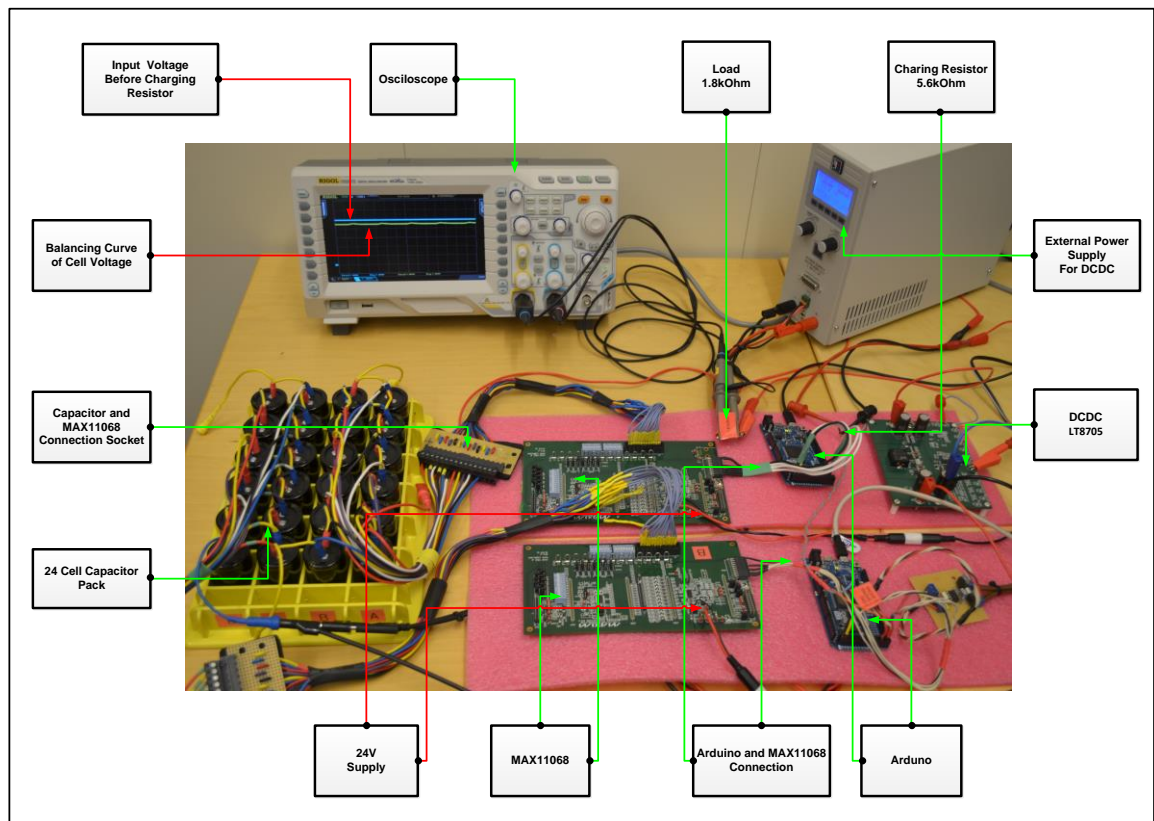 Input Voltage
Before Charging
Resistor
Osciloscope
Load
1.8kOhm
Charing Resistor
5.6kOhm
RIGOL
Balancing Curve
of Cell Voltage
External Power
Supply
For DCDC
Capacitor and
MAX11068
Connection Socket
DCDC
LT8705
24 Cell Capacitor
Pack
B
A
24V
Supply
MAX11068
Arduino and MAX11068
Connection
Arduno